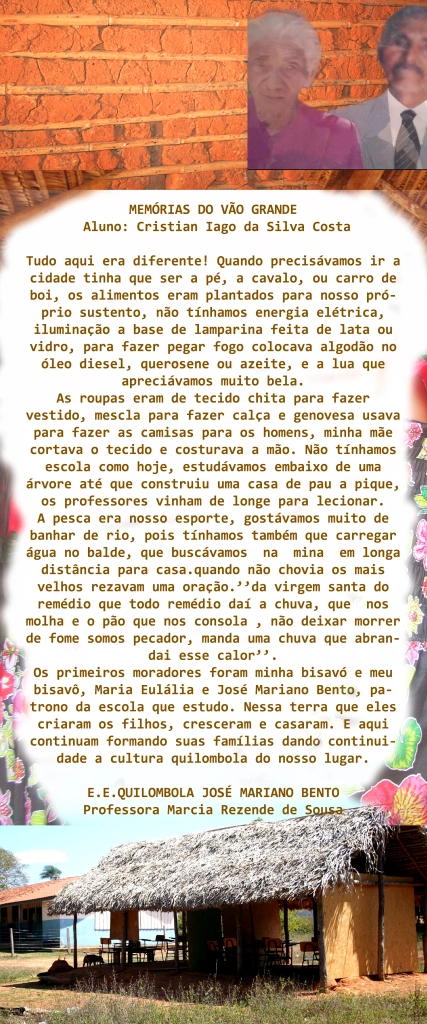 MEMÓRIAS DO VÃO GRANDE
Aluno: Cristian Iago da Silva Costa
Tudo aqui era diferente! Quando precisávamos ir a
cidade tinha que ser a pé, a cavalo, ou carro de
boi, os alimentos eram plantados para nosso pró-
prio sustento, não tínhamos energia elétrica,
iluminação a base de lamparina feita de lata ou
vidro, para fazer pegar fogo colocava algodão no
óleo diesel, querosene ou azeite, e a lua que
apreciávamos muito bela.
As roupas eram de tecido chita para fazer
vestido, mescla para fazer calça e genovesa usava
para fazer as camisas para os homens, minha mãe
cortava o tecido e costurava a mão. Não tínhamos
escola como hoje, estudávamos embaixo de uma
árvore até que construiu uma casa de pau a pique,
os professores vinham de longe para lecionar.
A pesca era nosso esporte, gostávamos muito de
banhar de rio, pois tínhamos também que carregar
água no balde, que buscávamos na mina em longa
distância para casa.quando não chovia os mais
velhos rezavam uma oração.’’da virgem santa do
remédio que todo remédio daí a chuva, que nos
molha e o pão que nos consola , não deixar morrer
de fome somos pecador, manda uma chuva que abran-
dai esse calor’’.
Os primeiros moradores foram minha bisavó e meu
bisavô, Maria Eulália e José Mariano Bento, pa-
trono da escola que estudo. Nessa terra que eles
criaram os filhos, cresceram e casaram. E aqui
continuam formando suas famílias dando continui-
dade a cultura quilombola do nosso lugar.
E.E.QUILOMBOLA JOSÉ MARIANO BENTO
Professora Marcia Rezende de Sousa